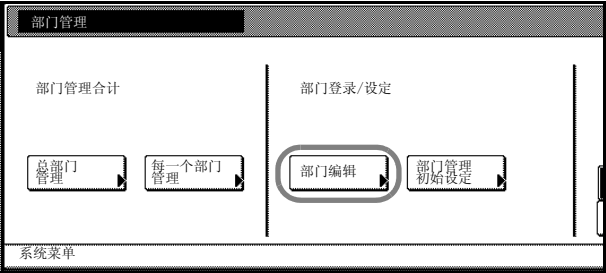 部门管理
部门管理合计
部门登录/设定
总部门
管理
每一个部门
管理
部门编辑
部门管理
初始设定
系统菜单